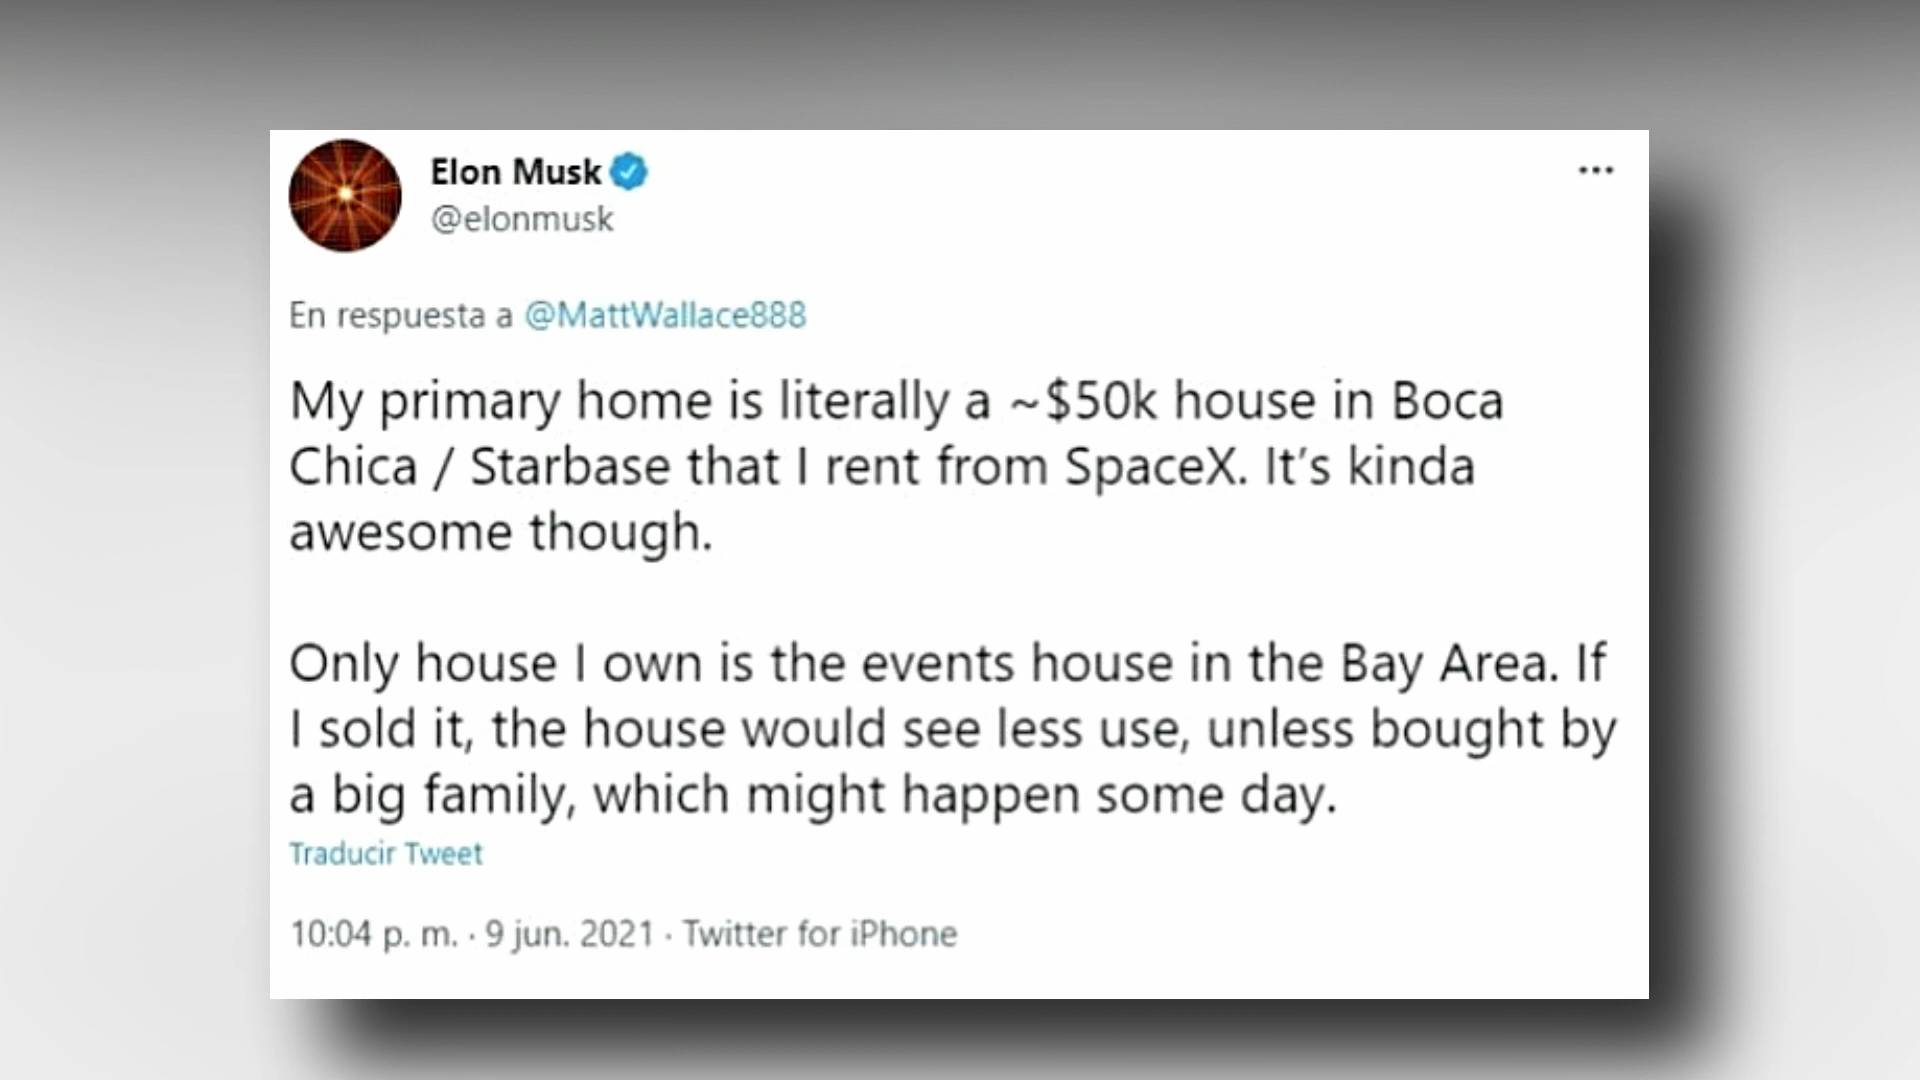 Elon Musk
@elonmusk
...
En respuesta a @MattWallace888
My primary home is literally a ~$50k house in Boca
Chica / Starbase that I rent from SpaceX. It's kinda
awesome though.
Only house I own is the events house in the Bay Area. If
I sold it, the house would see less use, unless bought by
a big family, which might happen some day.
Traducir Tweet
10:04 p. m. · 9 jun. 2021 · Twitter for iPhone